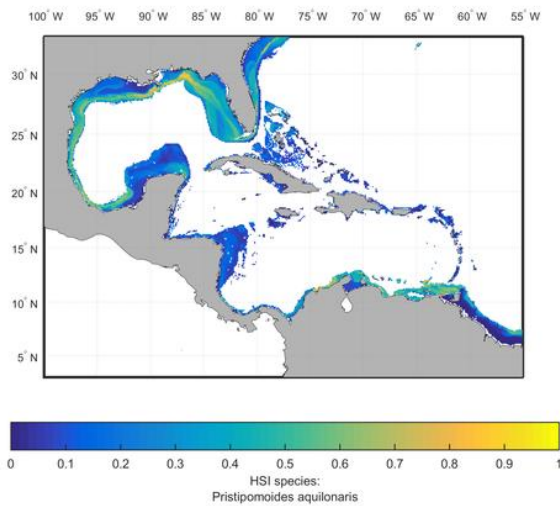 100° W 95° W 90° W 85° W 80° W 75° W 70° W 65° W 60° W 55° W
30° N
25° N
20° N
15° N
10° N
5° N
0 0.1 0.2 0.3 0.4 0.5 0.6 0.7 0.8 0.9 1
HSI species:
Pristipomoides aquilonaris